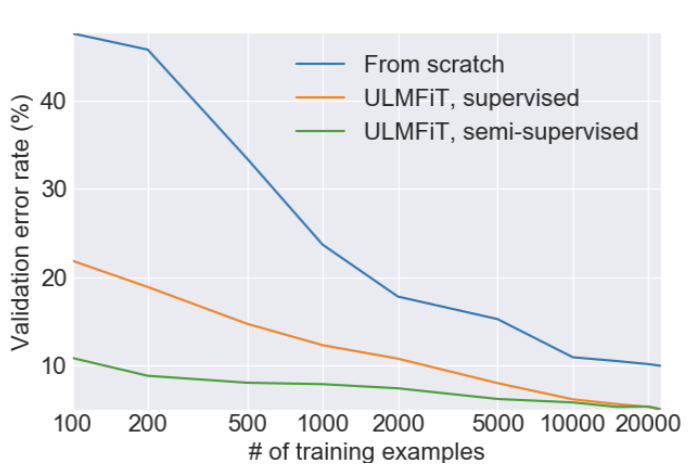 Validation error rate (%)
40
30
20
10
From scratch
ULMFiT, supervised
ULMFiT, semi-supervised
100 200 500 1000 2000 5000 10000 20000
# of training examples